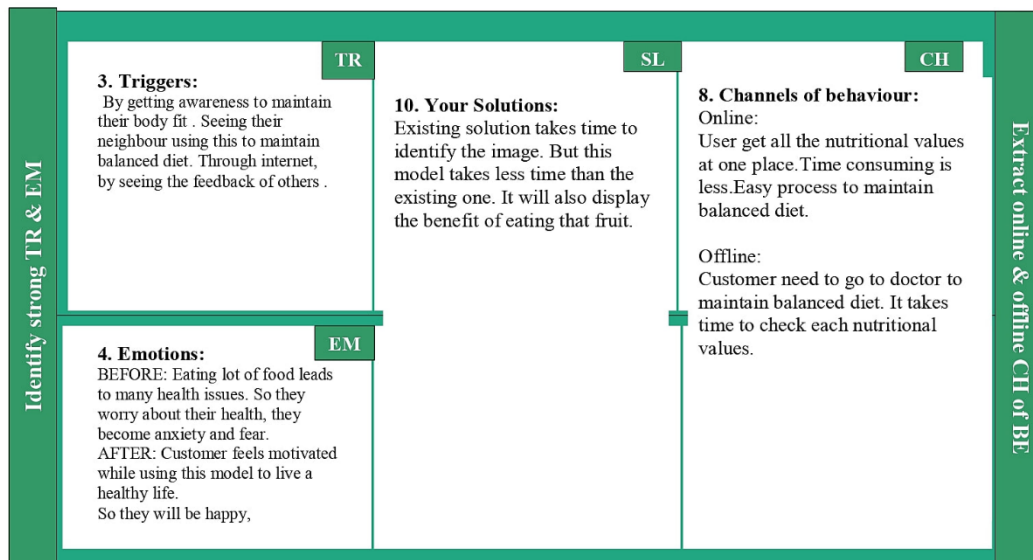 Identify strong TR & EM
TR
3. Triggers:
By getting awareness to maintain
their body fit . Seeing their
neighbour using this to maintain
balanced diet. Through internet,
by seeing the feedback of others .
EM
4. Emotions:
BEFORE: Eating lot of food leads
to many health issues. So they
worry about their health, they
become anxiety and fear.
AFTER: Customer feels motivated
while using this model to live a
healthy life.
So they will be happy,
SL
10. Your Solutions:
Existing solution takes time to
identify the image. But this
model takes less time than the
existing one. It will also display
the benefit of eating that fruit.
CH
8. Channels of behaviour:
Online:
User get all the nutritional values
at one place.Time consuming is
less.Easy process to maintain
balanced diet.
Offline:
Customer need to go to doctor to
maintain balanced diet. It takes
time to check each nutritional
values.
Extract online & offline CH of BE